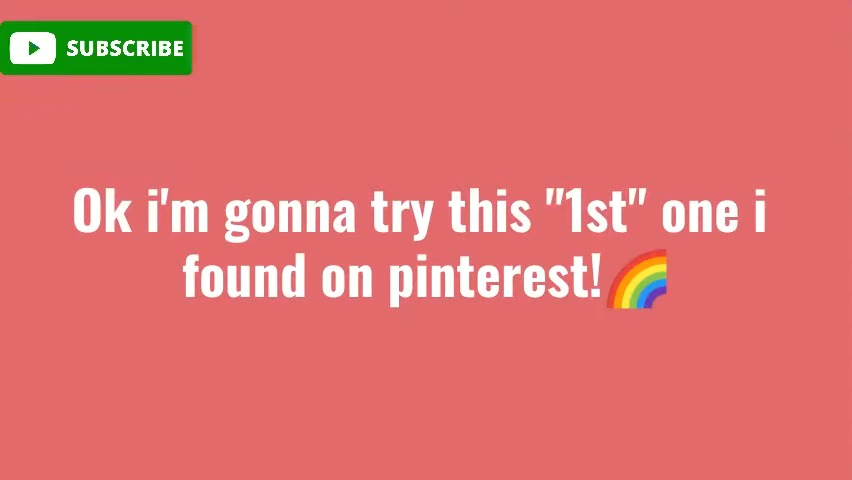 SUBSCRIBE
Ok i'm gonna try this "1st" one i
found on pinterest!🌈